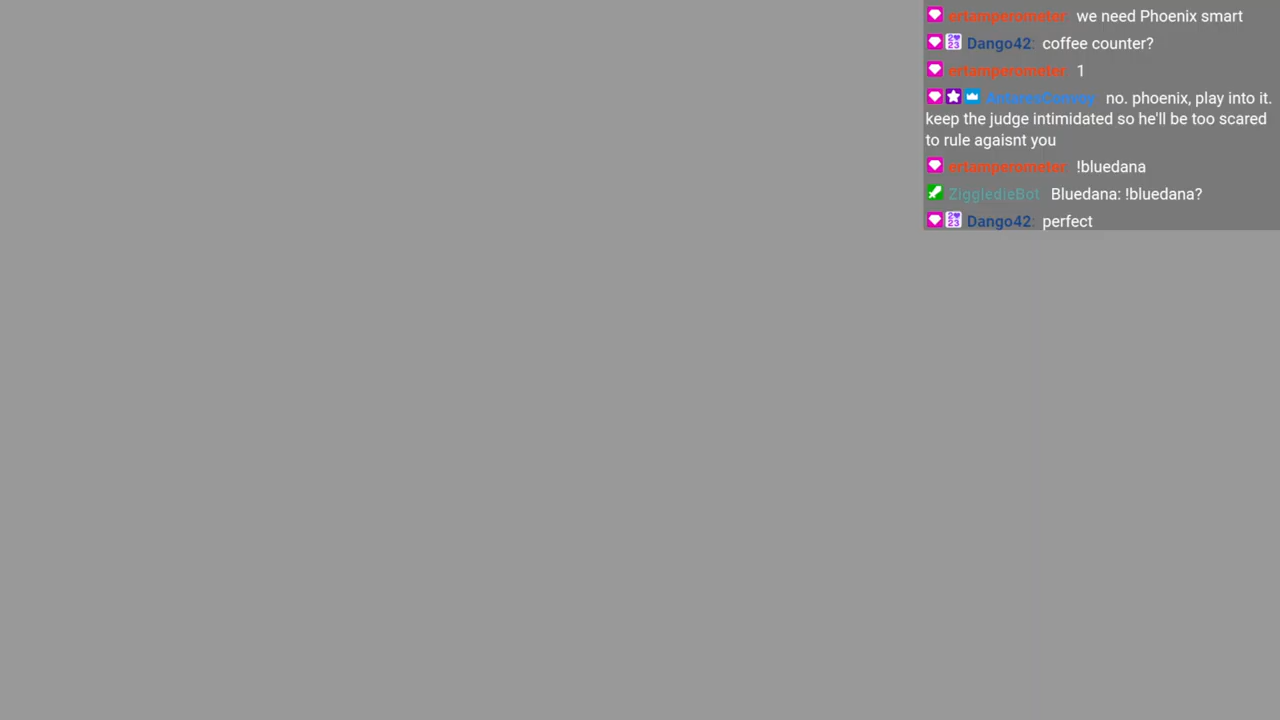 ertamperometer: we need Phoenix smart
Dango42: coffee counter?
ertamperometer: 1
no. phoenix, play into it.
keep the judge intimidated so he'll be too scared
to rule agaisnt you
ertamperometer: !bluedana
ZiggledieBot Bluedana: !bluedana?
Dango42: perfect